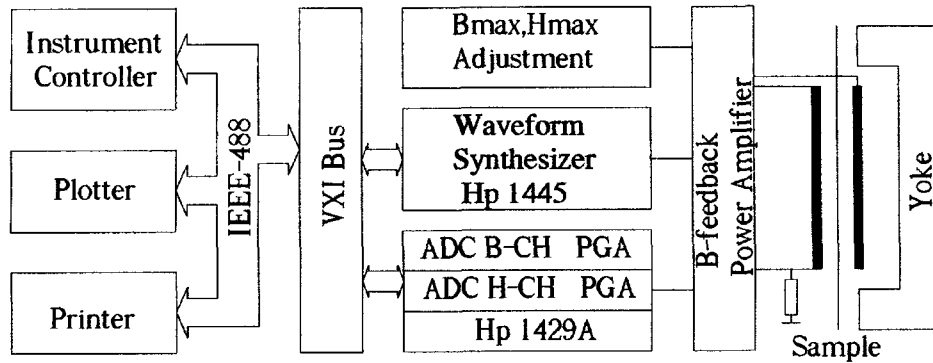 Instrument
Controller
Plotter
Printer
IEEE-488
VXI Bus
Bmax,Hmax
Adjustment
Waveform
Synthesizer
Hp 1445
ADC B-CH PGA
ADC H-CH PGA
Hp 1429A
B-feedback
Power Amplifier
Yoke
Sample